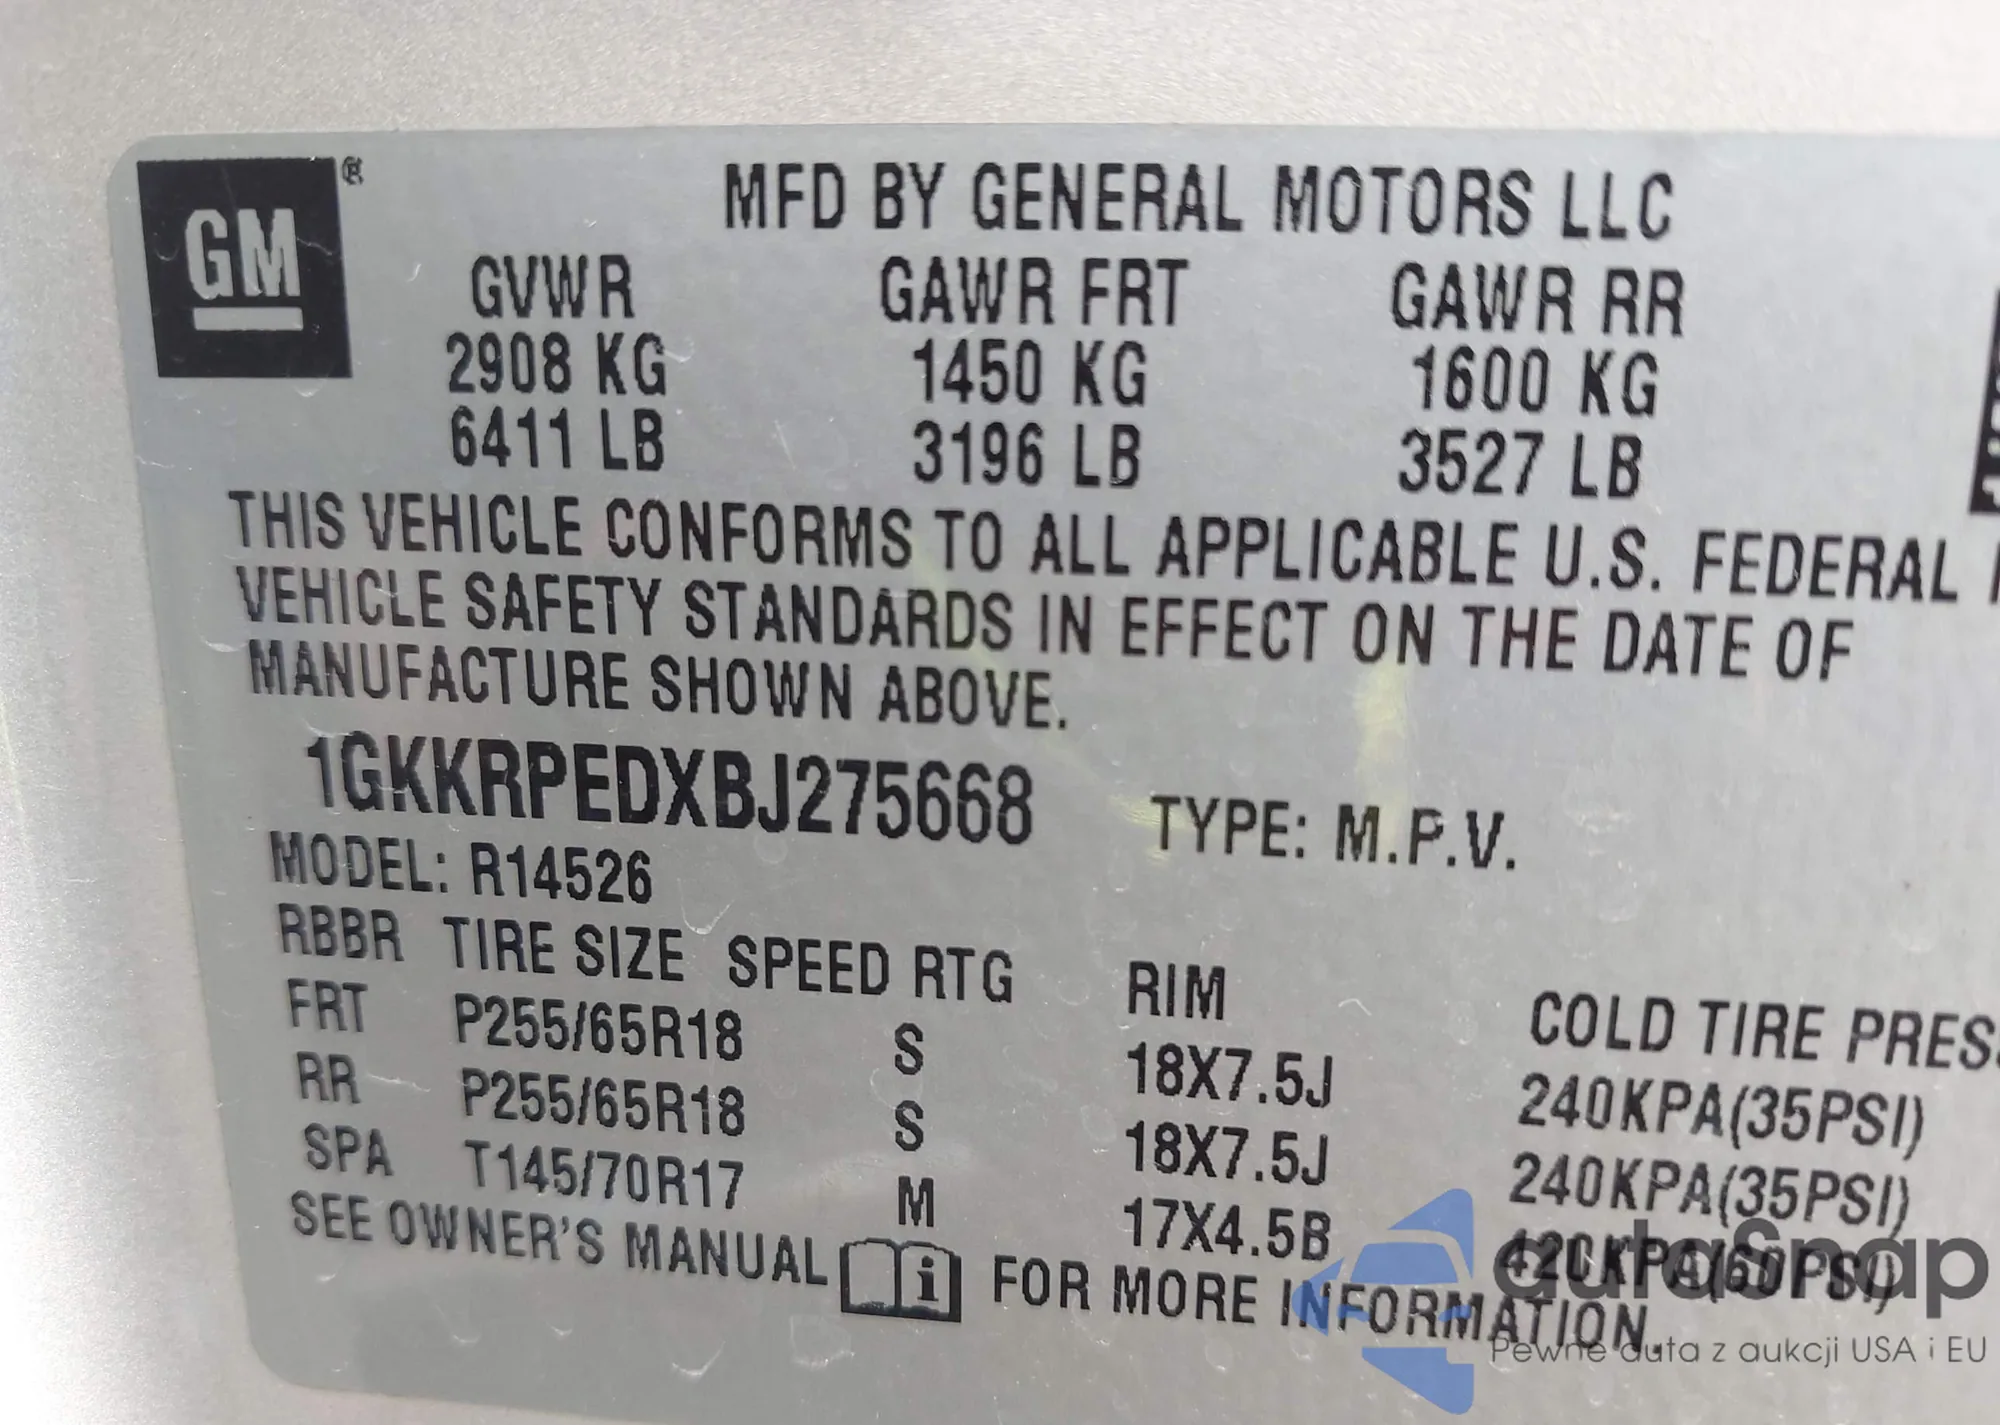 GM ®
MFD BY GENERAL MOTORS LLC
GVWR GAWR FRT GAWR RR
2908 KG 1450 KG 1600 KG
6411 LB 3196 LB 3527 LB
THIS VEHICLE CONFORMS TO ALL APPLICABLE U.S. FEDERAL
VEHICLE SAFETY STANDARDS IN EFFECT ON THE DATE OF
MANUFACTURE SHOWN ABOVE.
1GKKRPEDXBJ275668 TYPE: M.P.V.
MODEL: R14526
RBBR TIRE SIZE SPEED RTG RIM COLD TIRE PRES
FRT P255/65R18 S 18X7.5J 240KPA(35PSI)
RR P255/65R18 S 18X7.5J 240KPA(35PSI)
SPA T145/70R17 M 17X4.5B 420KPA(60PSI)
SEE OWNER'S MANUAL i FOR MORE INFORMATION.
autaSnap
Pewne auta z aukcji USA i EU